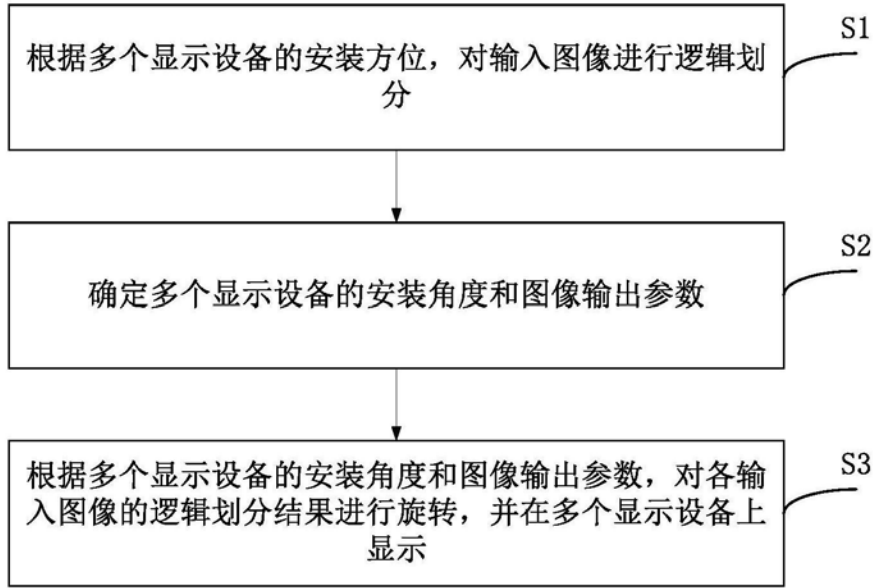 根据多个显示设备的安装方位，对输入图像进行逻辑划
分
S1
确定多个显示设备的安装角度和图像输出参数
S2
根据多个显示设备的安装角度和图像输出参数，对各输
入图像的逻辑划分结果进行旋转，并在多个显示设备上
显示
S3